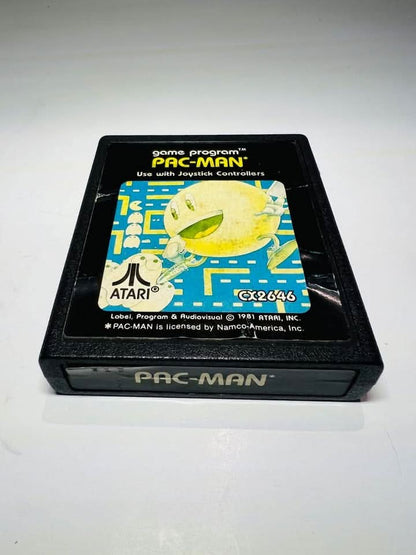 game program™
PAC-MAN*
Use with Joystick Controllers
ATARI®
CX2646
Label, Program & Audiovisual © 1981 ATARI, INC.
* PAC-MAN is licensed by Namco-America, Inc.
PAC-MAN*